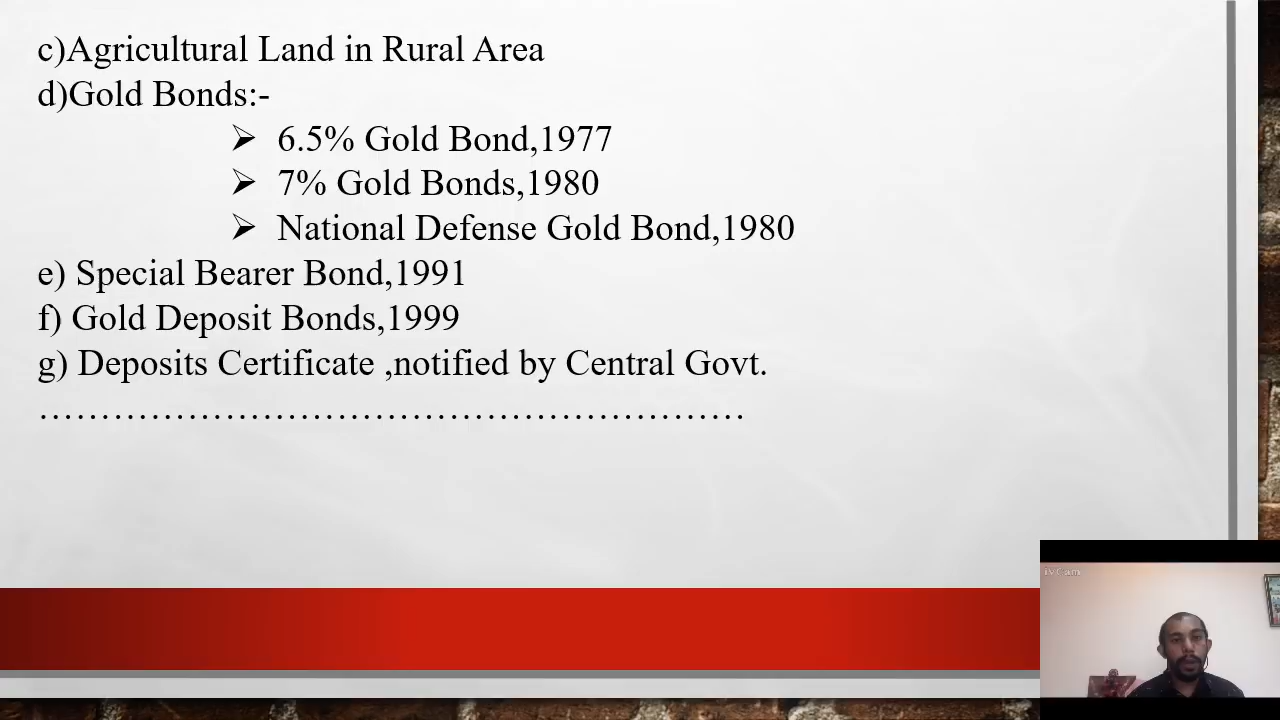 c)Agricultural Land in Rural Area
d)Gold Bonds:-
➢ 6.5% Gold Bond,1977
➢ 7% Gold Bonds,1980
➢ National Defense Gold Bond,1980
e) Special Bearer Bond,1991
f) Gold Deposit Bonds,1999
g) Deposits Certificate ,notified by Central Govt.
……………………………………………………